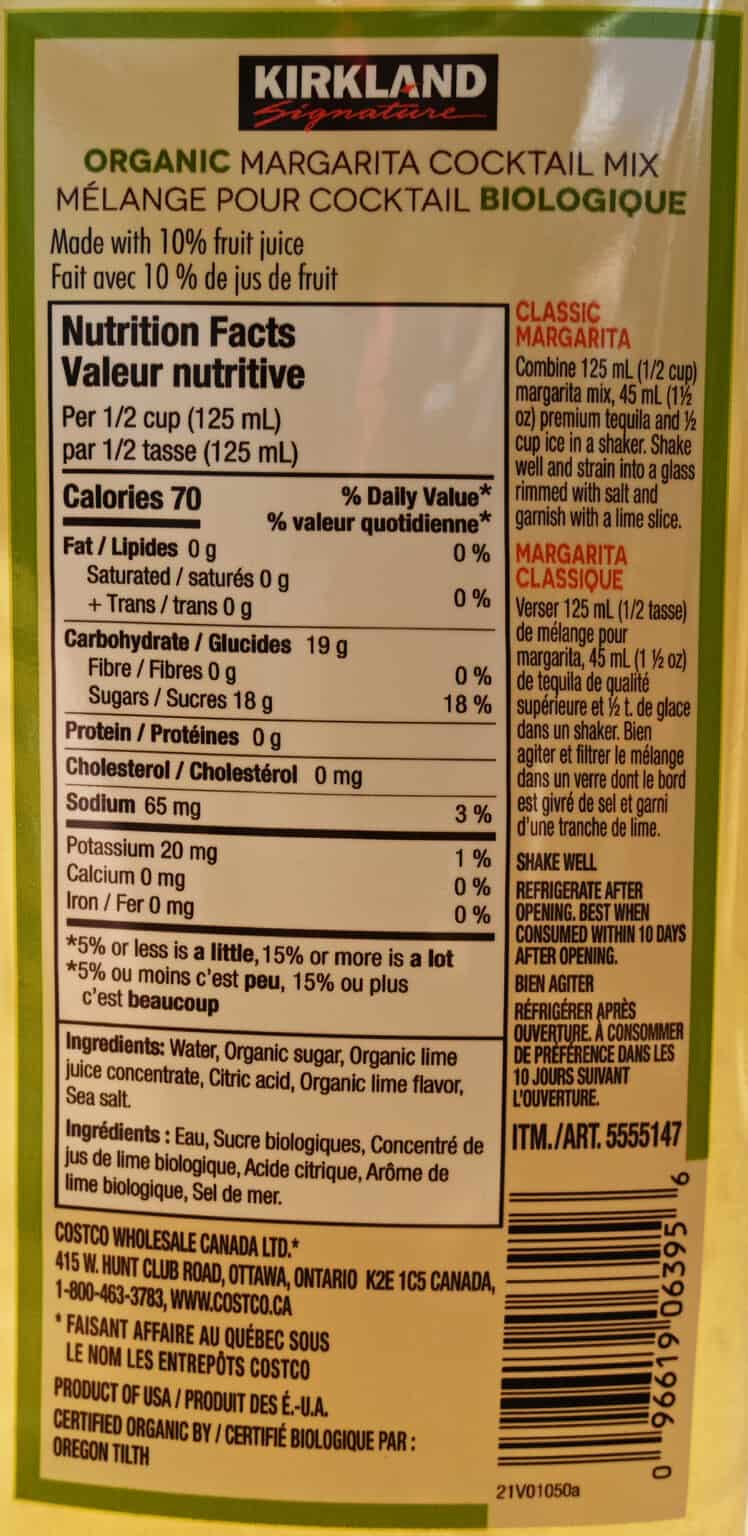 KIRKLAND
Signature
ORGANIC MARGARITA COCKTAIL MIX
MÉLANGE POUR COCKTAIL BIOLOGIQUE
Made with 10% fruit juice
Fait avec 10 % de jus de fruit
Nutrition Facts
Valeur nutritive
Per 1/2 cup (125 mL)
par 1/2 tasse (125 mL)
Calories 70 % Daily Value*
% valeur quotidienne*
Fat / Lipides 0 g 0 %
Saturated / saturés 0 g
+ Trans / trans 0 g 0 %
Carbohydrate / Glucides 19 g
Fibre / Fibres 0 g 0 %
Sugars / Sucres 18 g 18 %
Protein / Protéines 0 g
Cholesterol / Cholestérol 0 mg
Sodium 65 mg 3 %
Potassium 20 mg 1 %
Calcium 0 mg 0 %
Iron / Fer 0 mg 0 %
*5% or less is a little, 15% or more is a lot
*5% ou moins c'est peu, 15% ou plus
c'est beaucoup
Ingredients: Water, Organic sugar, Organic lime
juice concentrate, Citric acid, Organic lime flavor,
Sea salt.
Ingrédients : Eau, Sucre biologiques, Concentré de
jus de lime biologique, Acide citrique, Arôme de
lime biologique, Sel de mer.
COSTCO WHOLESALE CANADA LTD.*
415 W. HUNT CLUB ROAD, OTTAWA, ONTARIO K2E 1C5 CANADA,
1-800-463-3783, WWW.COSTCO.CA
* FAISANT AFFAIRE AU QUÉBEC SOUS
LE NOM LES ENTREPÔTS COSTCO
PRODUCT OF USA / PRODUIT DES É.-U.A.
CERTIFIED ORGANIC BY / CERTIFIÉ BIOLOGIQUE PAR :
OREGON TILTH
CLASSIC
MARGARITA
Combine 125 mL (1/2 cup)
margarita mix, 45 mL (1½
oz) premium tequila and ½
cup ice in a shaker. Shake
well and strain into a glass
rimmed with salt and
garnish with a lime slice.
MARGARITA
CLASSIQUE
Verser 125 mL (1/2 tasse)
de mélange pour
margarita, 45 mL (1 ½ oz)
de tequila de qualité
supérieure et ½ t. de glace
dans un shaker. Bien
agiter et filtrer le mélange
dans un verre dont le bord
est givré de sel et garni
d'une tranche de lime.
SHAKE WELL
REFRIGERATE AFTER
OPENING. BEST WHEN
CONSUMED WITHIN 10 DAYS
AFTER OPENING.
BIEN AGITER
RÉFRIGÉRER APRÈS
OUVERTURE. À CONSOMMER
DE PRÉFÉRENCE DANS LES
10 JOURS SUIVANT
L'OUVERTURE.
ITM./ART. 5555147
0 96619 06395 6
21V01050a